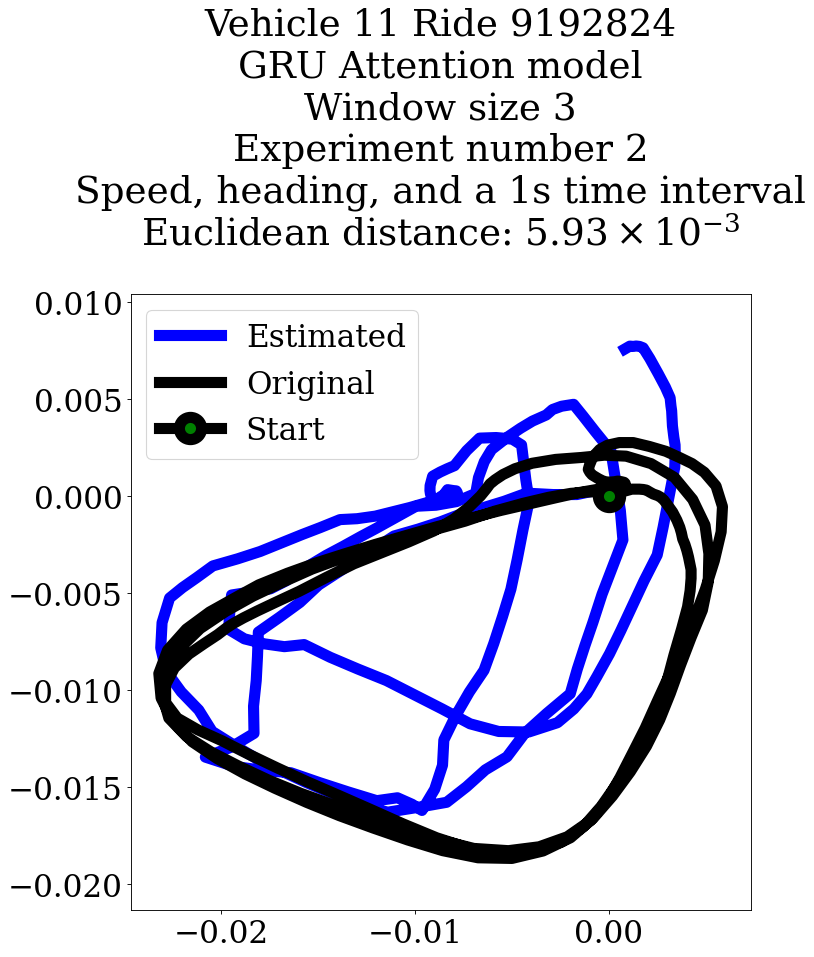 Vehicle 11 Ride 9192824
GRU Attention model
Window size 3
Experiment number 2
Speed, heading, and a 1s time interval
Euclidean distance: 5.93 × 10⁻³
0.010
0.005
0.000
−0.005
−0.010
−0.015
−0.020
Estimated
Original
Start
−0.02
−0.01
0.00